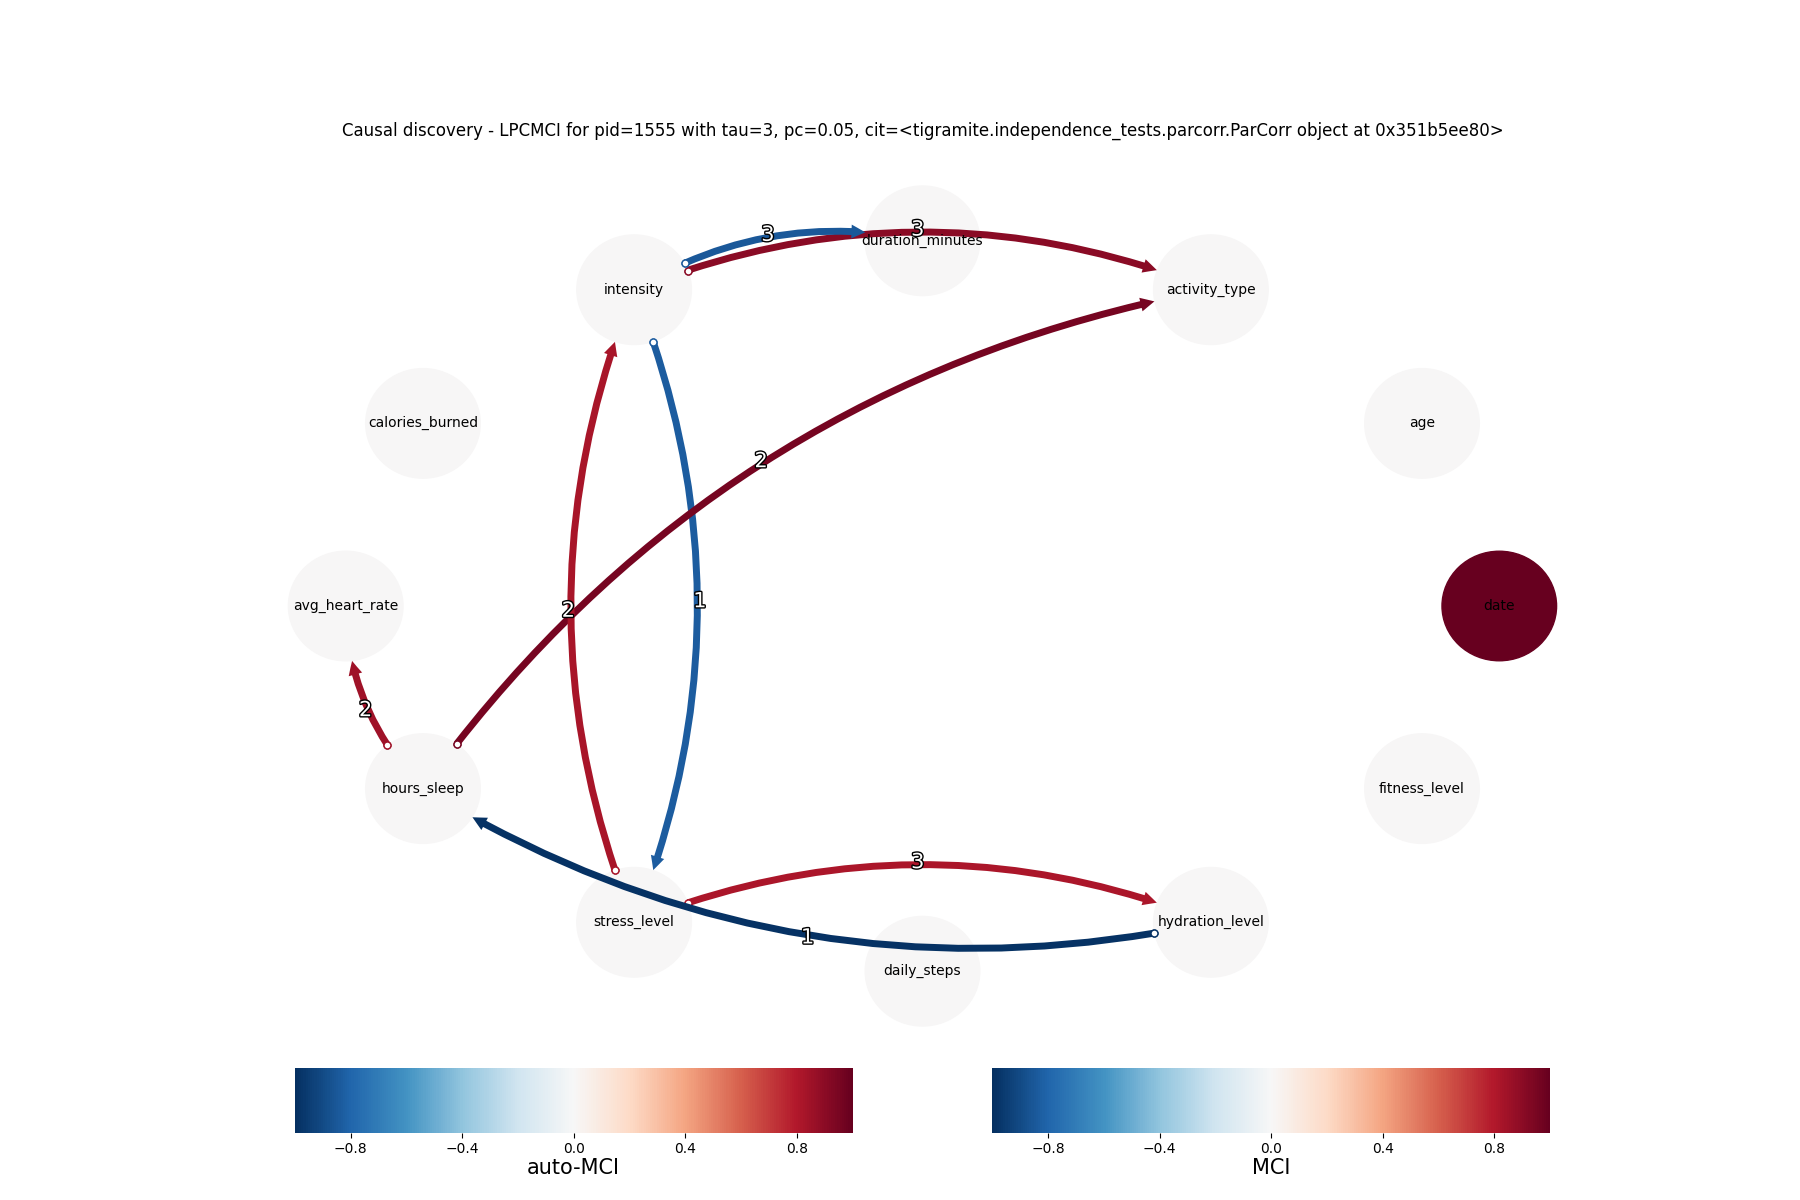 Causal discovery - LPCMCI for pid=1555 with tau=3, pc=0.05, cit=<tigramite.independence_tests.parcorr.ParCorr object at 0x351b5ee80>
3
3
duration_minutes
intensity
activity_type
calories_burned
age
2
avg_heart_rate
2
1
date
2
hours_sleep
fitness_level
3
stress_level
hydration_level
1
daily_steps
−0.8 −0.4 0.0 0.4 0.8
auto-MCI
−0.8 −0.4 0.0 0.4 0.8
MCI